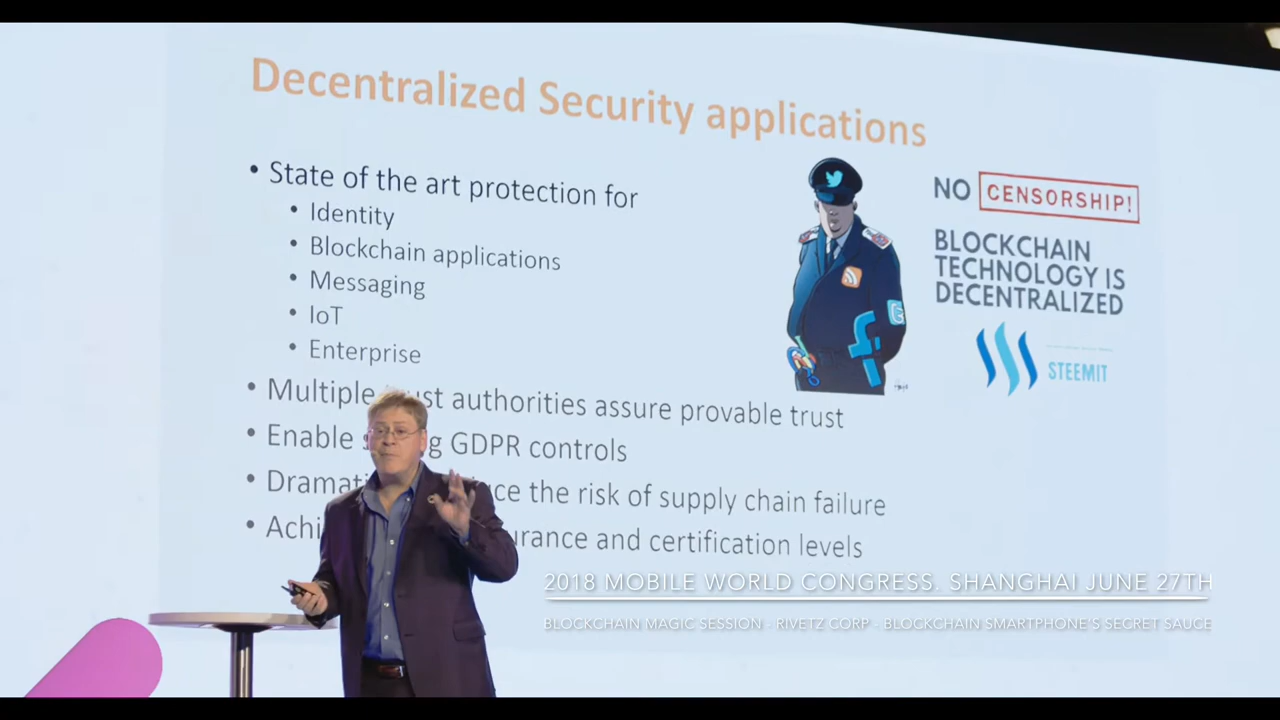 Decentralized Security applications
• State of the art protection for
• Identity
• Blockchain applications
• Messaging
• IoT
• Enterprise
• Multiple authorities assure provable trust
• Enable GDPR controls
• the risk of supply chain failure
• and certification levels
NO CENSORSHIP!
BLOCKCHAIN
TECHNOLOGY IS
DECENTRALIZED
STEEMIT
2018 MOBILE WORLD CONGRESS. SHANGHAI JUNE 27TH
BLOCKCHAIN MAGIC SESSION - RIVETZ CORP - BLOCKCHAIN SMARTPHONE'S SECRET SAUCE